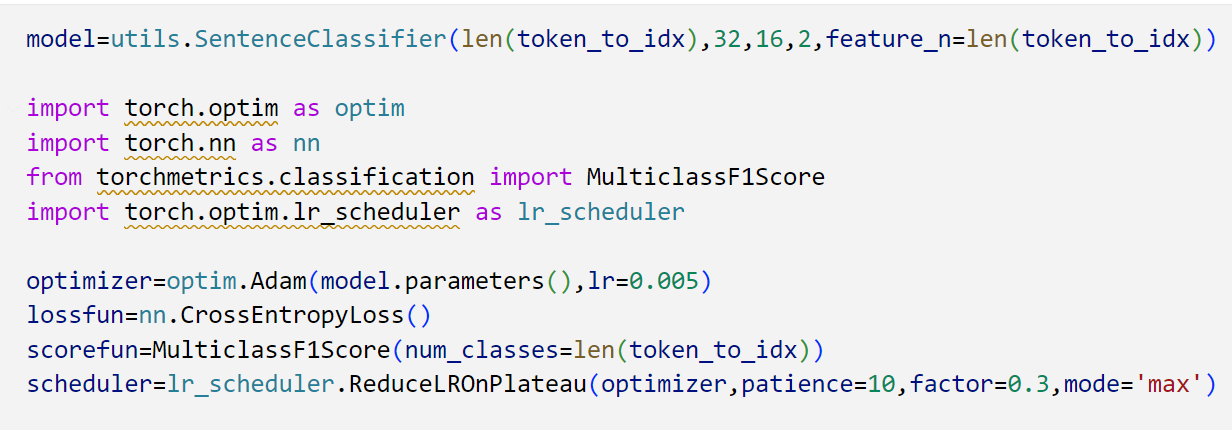 model=utils.SentenceClassifier(len(token_to_idx),32,16,2,feature_n=len(token_to_idx))
import torch.optim as optim
import torch.nn as nn
from torchmetrics.classification import MulticlassF1Score
import torch.optim.lr_scheduler as lr_scheduler
optimizer=optim.Adam(model.parameters(),lr=0.005)
lossfun=nn.CrossEntropyLoss()
scorefun=MulticlassF1Score(num_classes=len(token_to_idx))
scheduler=lr_scheduler.ReduceLROnPlateau(optimizer,patience=10,factor=0.3,mode='max')